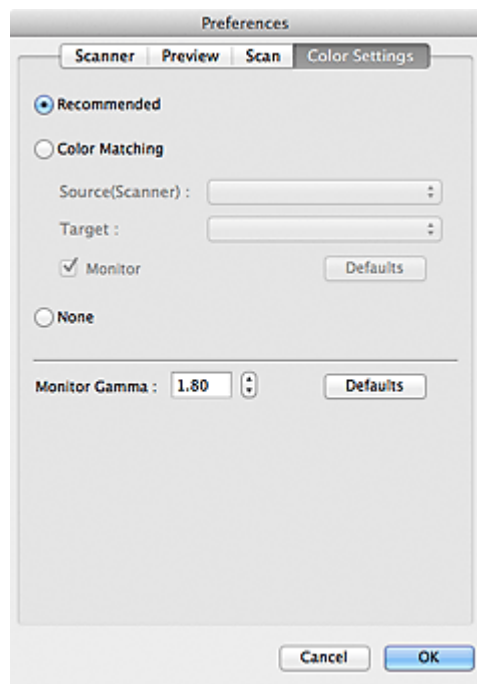 Preferences
Scanner Preview Scan Color Settings
Recommended
Color Matching
Source(Scanner) :
Target :
Monitor Defaults
None
Monitor Gamma : 1.80 Defaults
Cancel OK